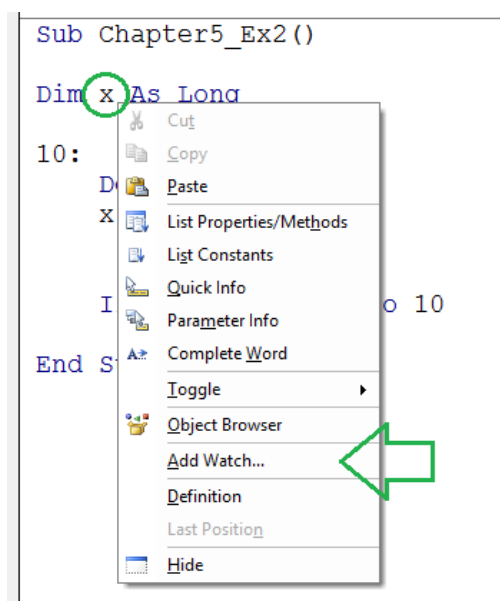 Sub Chapter5_Ex2()
Dim x As Long
Cut
10:
Copy
D
Paste
x
List Properties/Methods
List Constants
Quick Info
I
o 10
Parameter Info
End S
Complete Word
Toggle
Object Browser
Add Watch...
Definition
Last Position
Hide